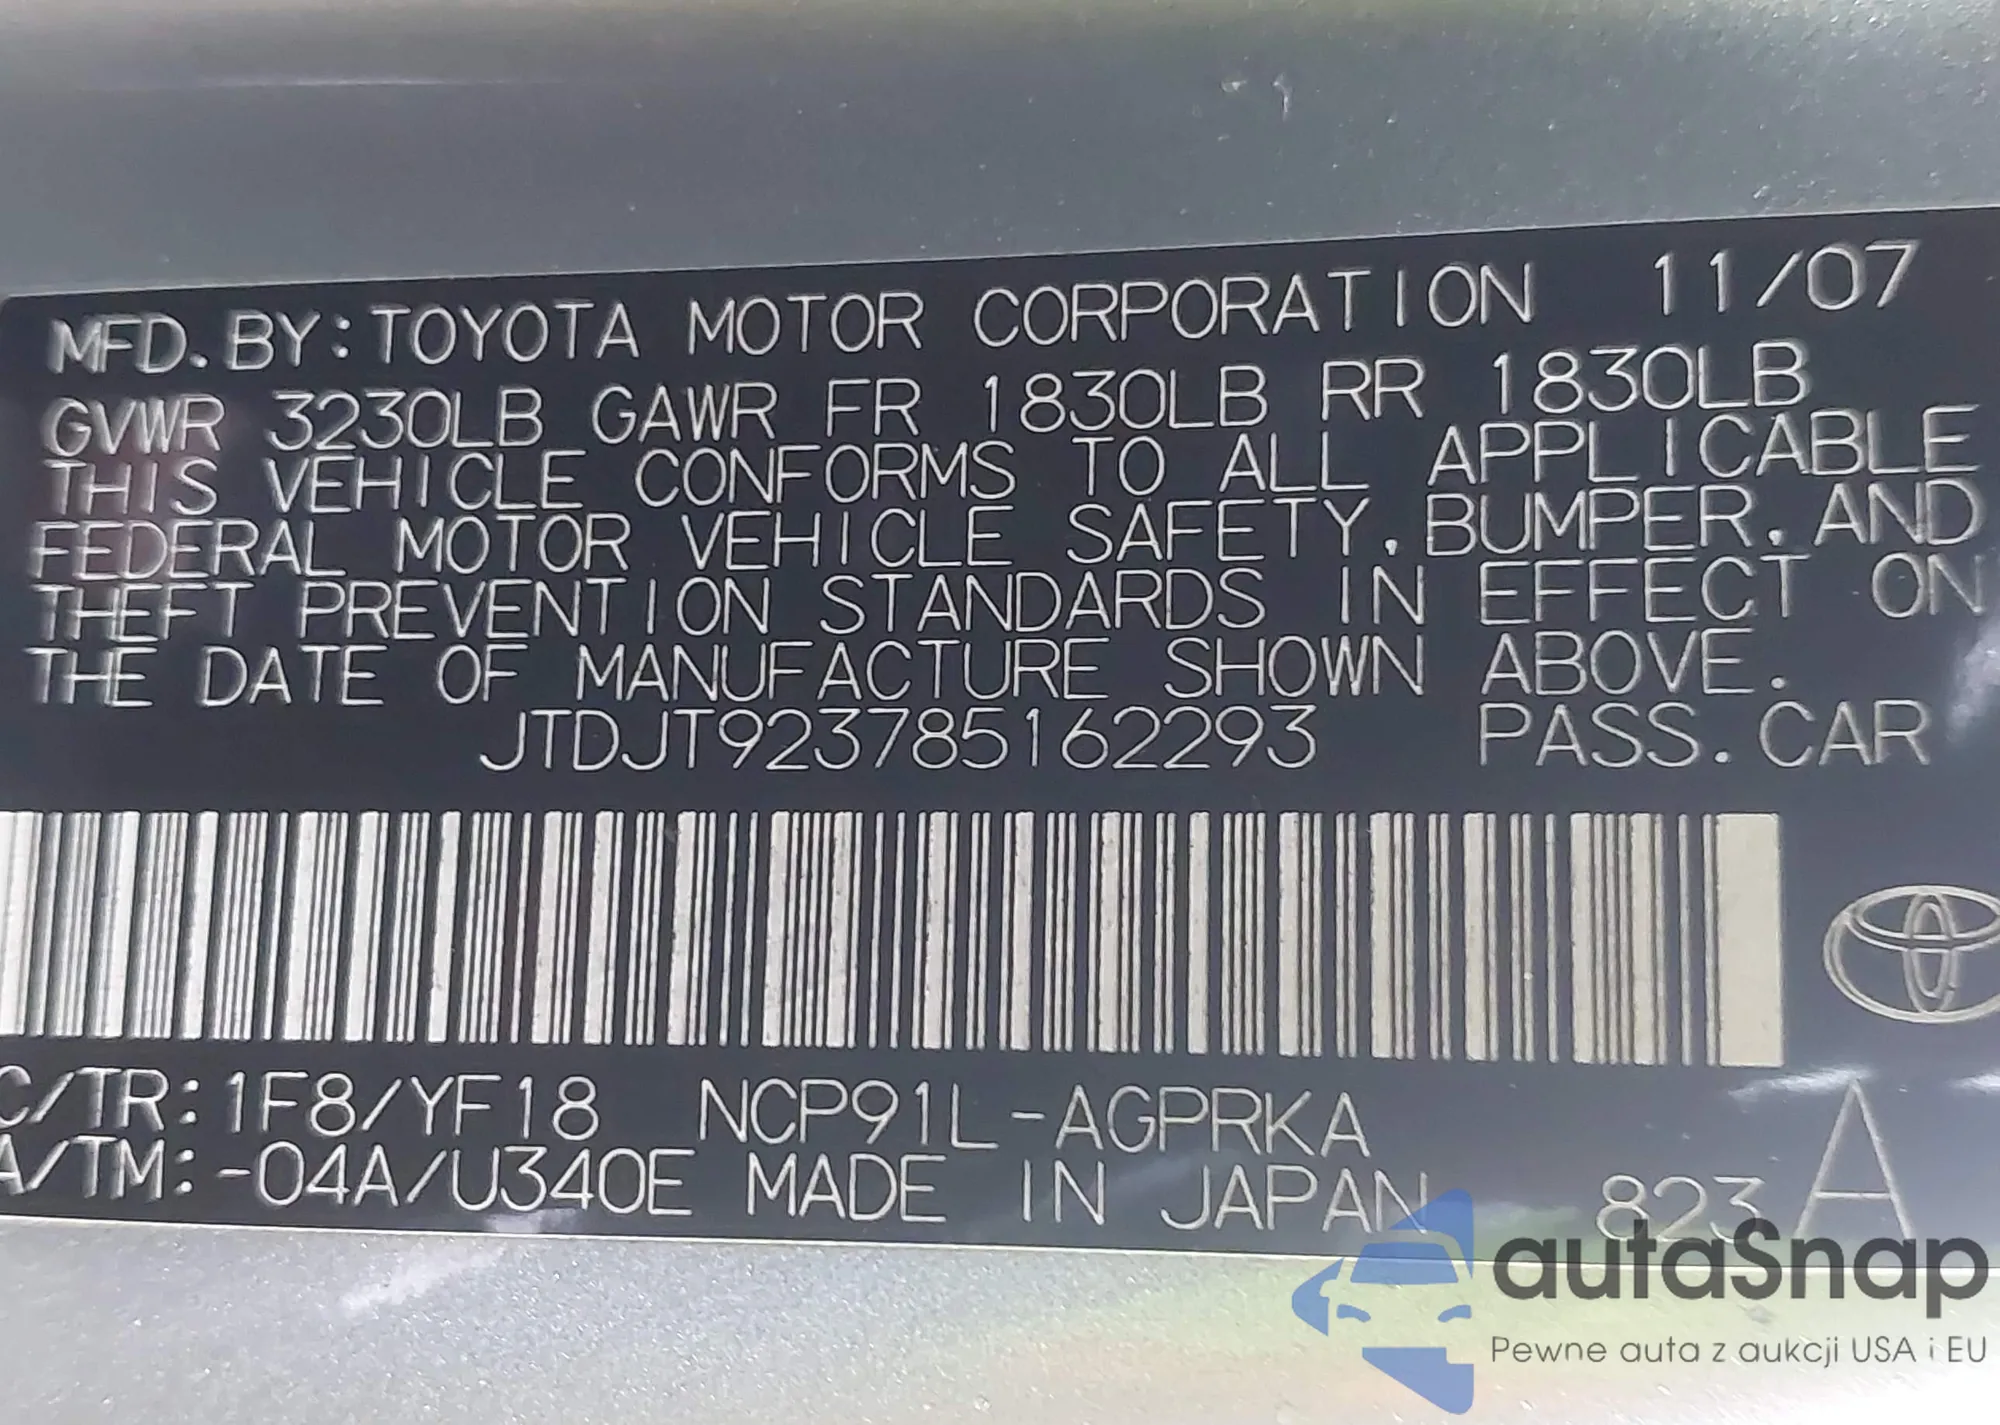 MFD. BY: TOYOTA MOTOR CORPORATION 11/07
GVWR 3230LB GAWR FR 1830LB RR 1830LB
THIS VEHICLE CONFORMS TO ALL APPLICABLE
FEDERAL MOTOR VEHICLE SAFETY, BUMPER, AND
THEFT PREVENTION STANDARDS IN EFFECT ON
THE DATE OF MANUFACTURE SHOWN ABOVE.
JTDJT923785162293 PASS. CAR
C/TR: 1F8/YF18 NCP91L-AGPRKA
A/TM: -04A/U340E MADE IN JAPAN 823 A
autaSnap
Pewne auta z aukcji USA i EU